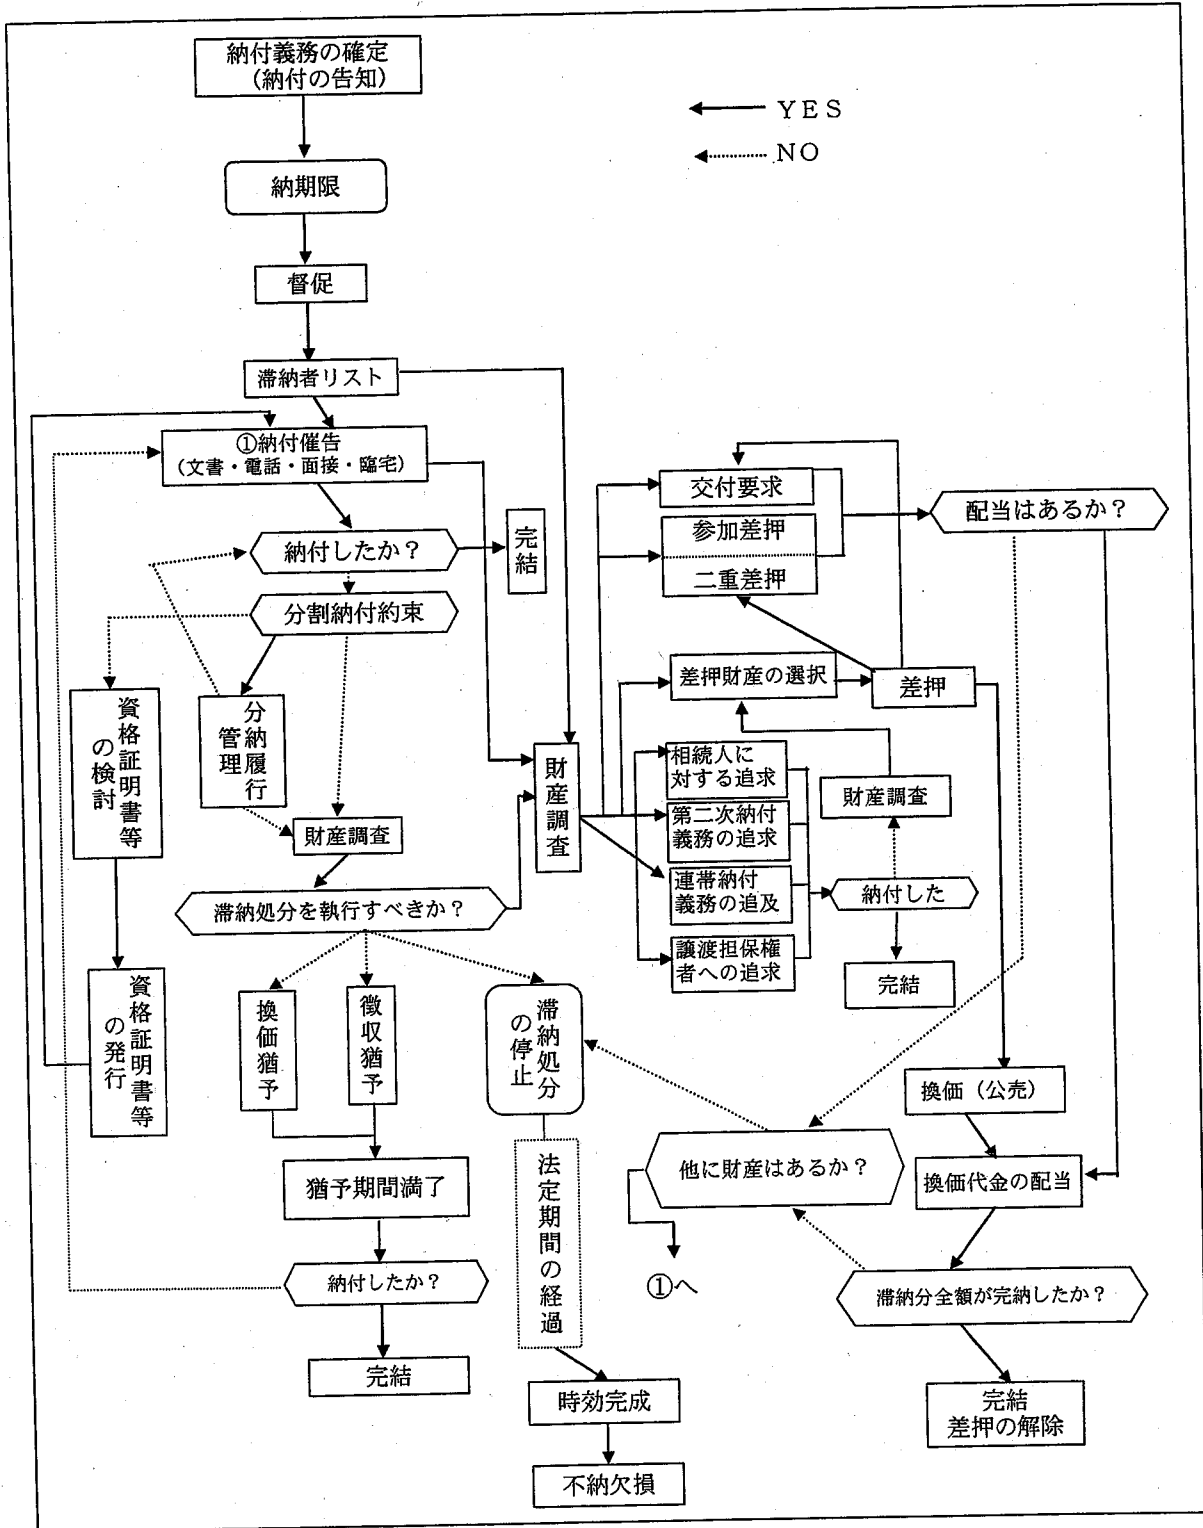 納付義務の確定
（納付の告知）
YES
NO
納期限
督促
滞納者リスト
①納付催告
（文書・電話・面接・臨宅）
納付したか？
完結
分割納付約束
資格証明書等
の検討
分納履行
管理
財産調査
滞納処分を執行すべきか？
資格証明書等
の発行
換価猶予
徴収猶予
滞納処分
の停止
猶予期間満了
法定期間の経過
納付したか？
完結
時効完成
不納欠損
財産調査
交付要求
参加差押
二重差押
配当はあるか？
差押財産の選択
差押
相続人に
対する追求
第二次納付
義務の追求
連帯納付
義務の追及
譲渡担保権
者への追求
財産調査
納付した
完結
換価（公売）
他に財産はあるか？
換価代金の配当
①へ
滞納分全額が完納したか？
完結
差押の解除